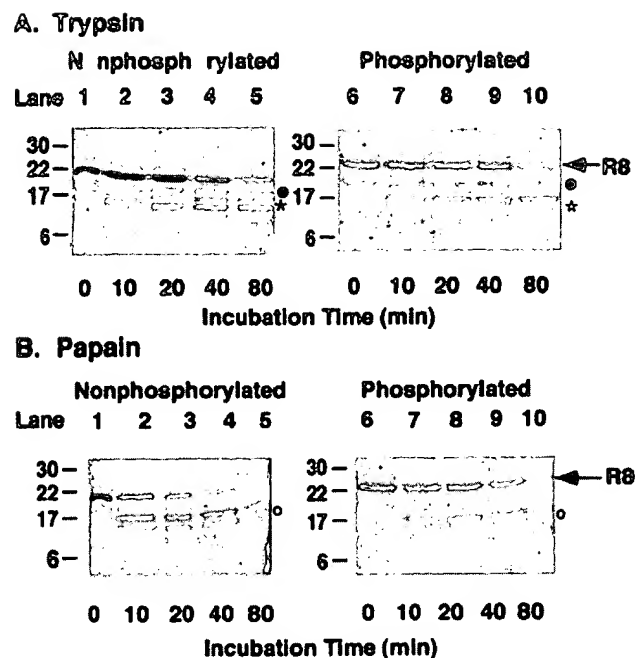 A. Trypsin
N nphosph rylated Phosphorylated
Lane 1 2 3 4 5 6 7 8 9 10
30 30
22 22 R8
17 17
6 6
0 10 20 40 80 0 10 20 40 80
Incubation Time (min)
B. Papain
Nonphosphorylated Phosphorylated
Lane 1 2 3 4 5 6 7 8 9 10
30 30 R8
22 22
17 17
6 6
0 10 20 40 80 0 10 20 40 80
Incubation Time (min)